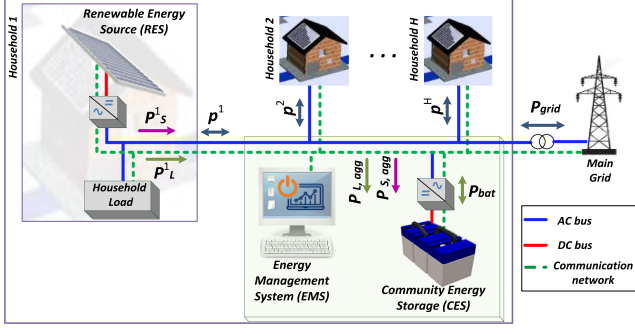 Household 1
Renewable Energy
Source (RES)
Household 2
Household H
. . .
P¹S
p¹
p²
pᴴ
Pgrid
P¹L
Household
Load
PL, agg
PS, agg
Pbat
Main
Grid
Energy
Management
System (EMS)
Community Energy
Storage (CES)
AC bus
DC bus
Communication
network